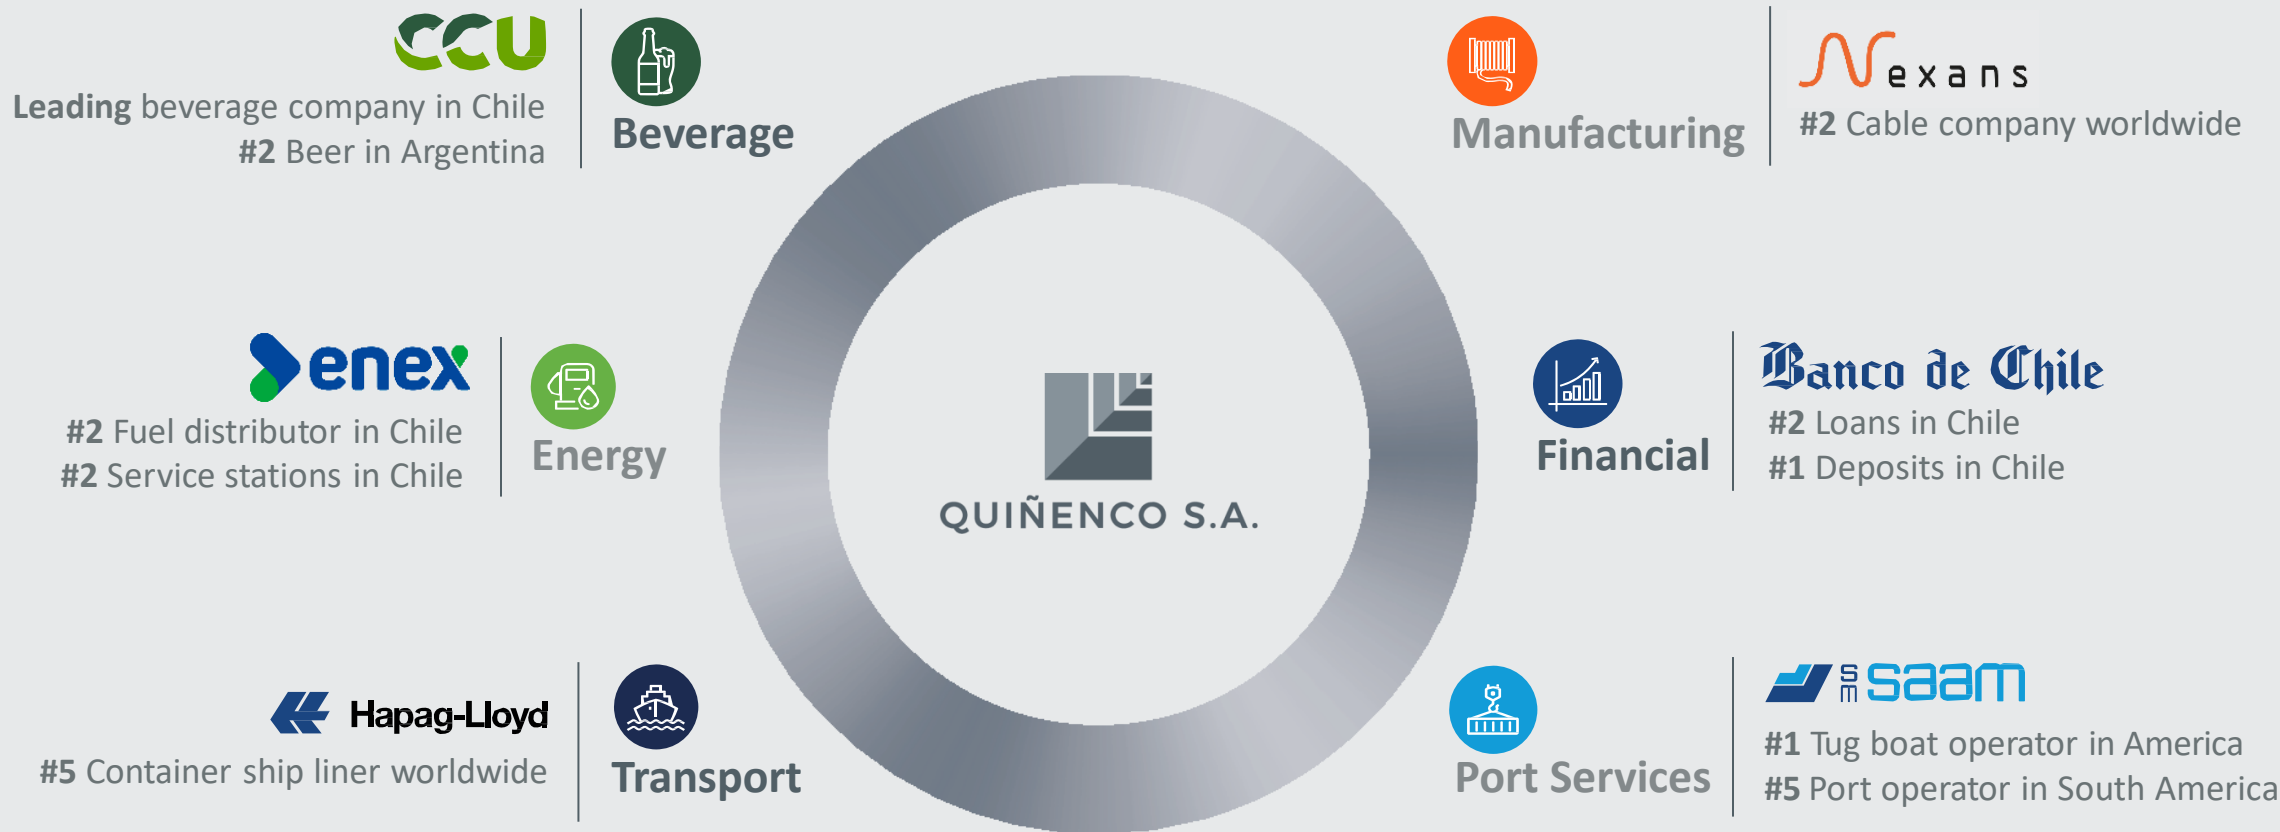 CCU
Leading beverage company in Chile
#2 Beer in Argentina
Beverage
Manufacturing
Nexans
#2 Cable company worldwide
enex
#2 Fuel distributor in Chile
#2 Service stations in Chile
Energy
QUIÑENCO S.A.
Financial
Banco de Chile
#2 Loans in Chile
#1 Deposits in Chile
Hapag-Lloyd
#5 Container ship liner worldwide
Transport
Port Services
SM saam
#1 Tug boat operator in America
#5 Port operator in South America